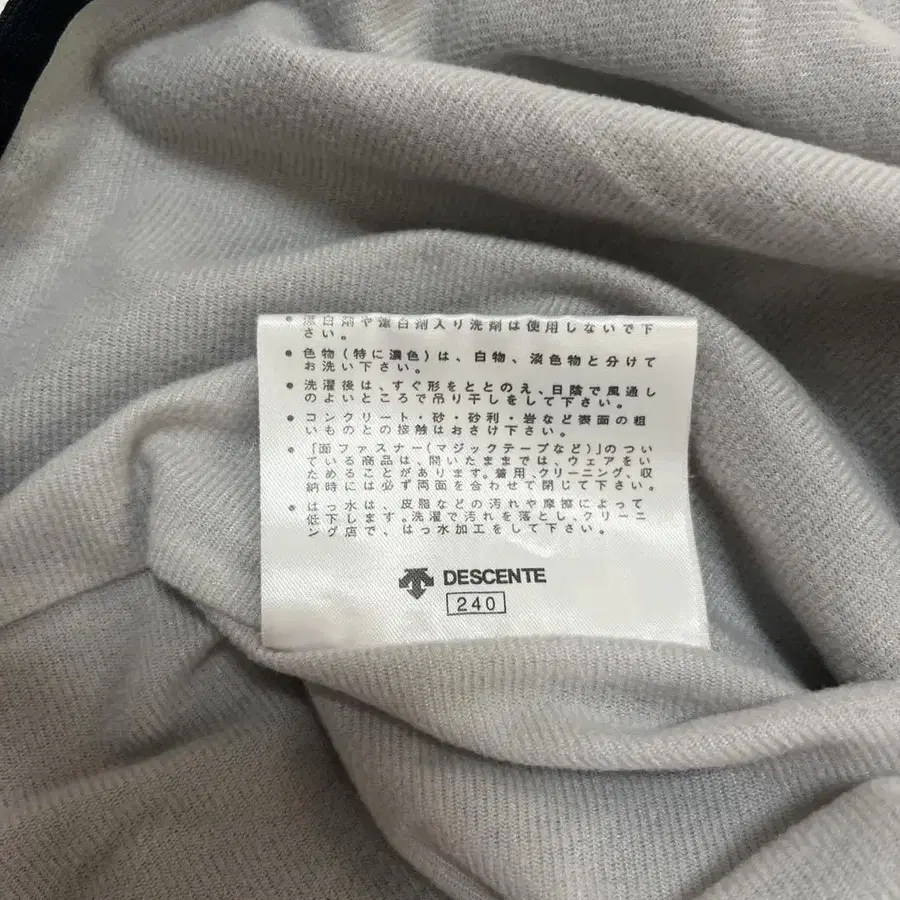 ● 漂白剤や漂白剤入り洗剤は使用しないで下
さい。
● 色物(特に濃色)は、白物、淡色物と分けて
お洗い下さい。
● 洗濯後は、すぐ形をととのえ、日陰で風通し
のよいところで吊り干しをして下さい。
● コンクリート・砂・砂利・岩など表面の粗
いものとの接触はおさけ下さい。
● 「面ファスナー(マジックテープなど)」のつい
ている商品は、開いたままでは、ウェアをい
ためることがあります。着用、クリーニング、収
納時には必ず両面を合わせて閉じて下さい。
● はっ水は、皮脂などの汚れや摩擦によって
低下します。洗濯で汚れを落とし、クリーニ
ング店で、はっ水加工をして下さい。
DESCENTE
240